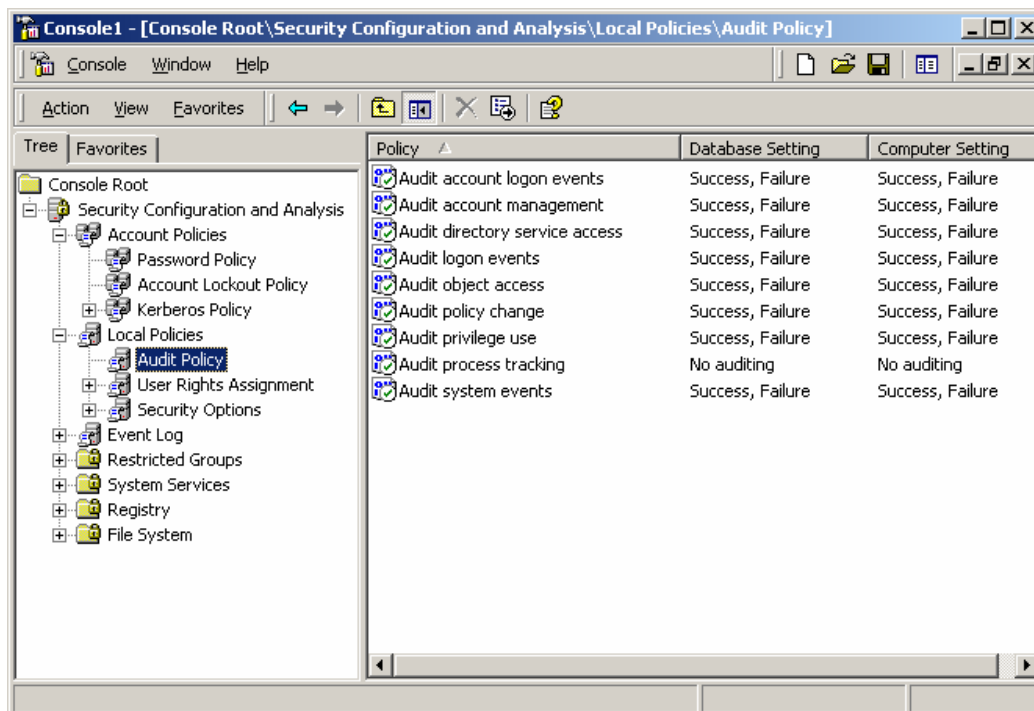 Console1 - [Console Root\Security Configuration and Analysis\Local Policies\Audit Policy]
Console Window Help
Action View Favorites
Tree Favorites
Console Root
Security Configuration and Analysis
Account Policies
Password Policy
Account Lockout Policy
Kerberos Policy
Local Policies
Audit Policy
User Rights Assignment
Security Options
Event Log
Restricted Groups
System Services
Registry
File System
Policy Database Setting Computer Setting
Audit account logon events Success, Failure Success, Failure
Audit account management Success, Failure Success, Failure
Audit directory service access Success, Failure Success, Failure
Audit logon events Success, Failure Success, Failure
Audit object access Success, Failure Success, Failure
Audit policy change Success, Failure Success, Failure
Audit privilege use Success, Failure Success, Failure
Audit process tracking No auditing No auditing
Audit system events Success, Failure Success, Failure